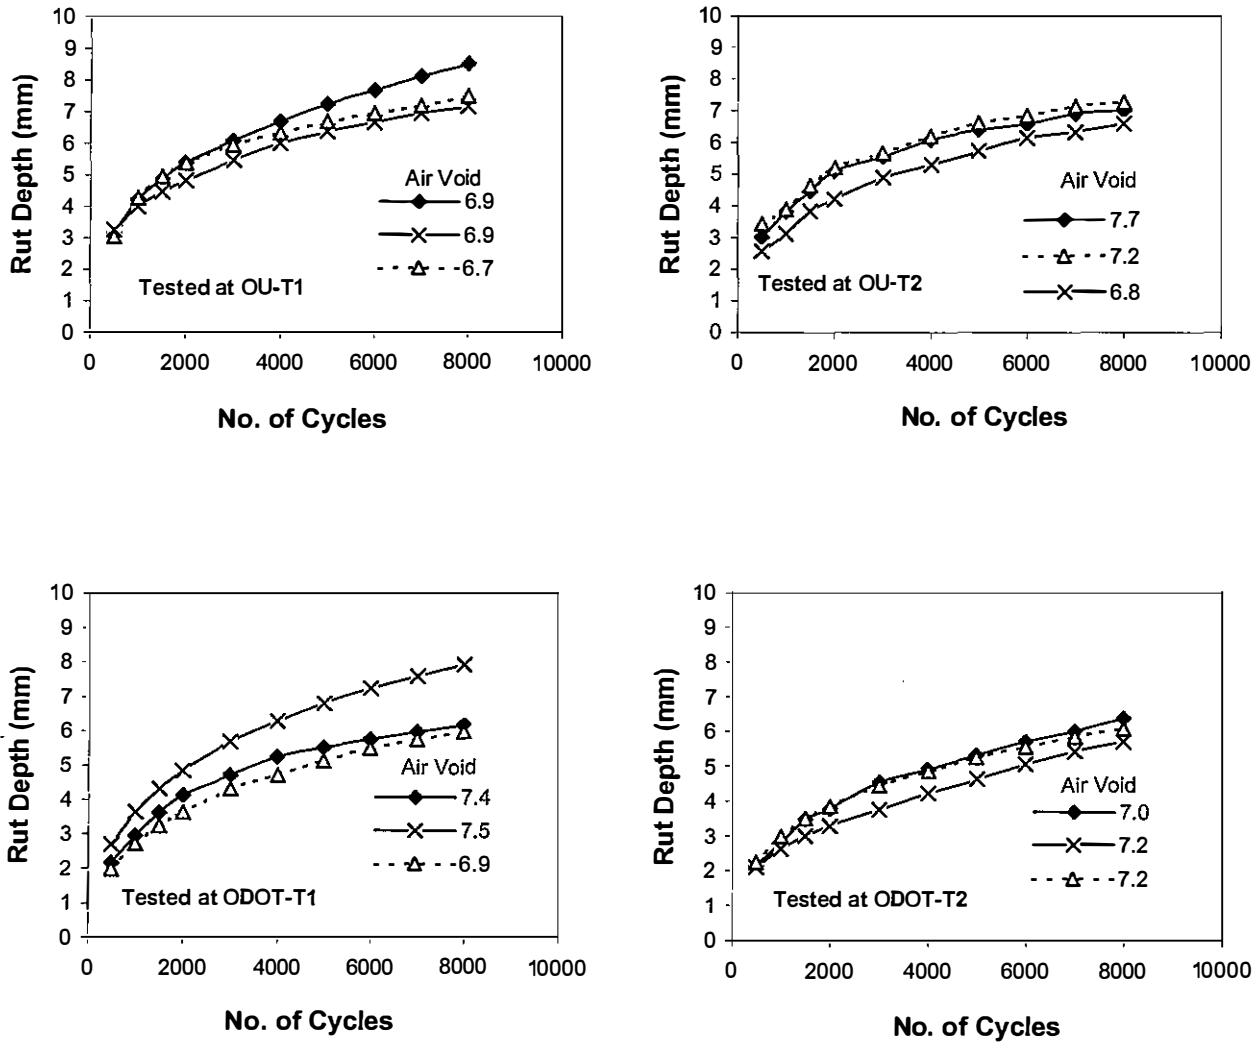 10
9
8
7
6
5
4
3
2
1
0
Rut Depth (mm)
Air Void
6.9
6.9
6.7
Tested at OU-T1
0 2000 4000 6000 8000 10000
No. of Cycles
10
9
8
7
6
5
4
3
2
1
0
Rut Depth (mm)
Air Void
7.7
7.2
6.8
Tested at OU-T2
0 2000 4000 6000 8000 10000
No. of Cycles
10
9
8
7
6
5
4
3
2
1
0
Rut Depth (mm)
Air Void
7.4
7.5
6.9
Tested at ODOT-T1
0 2000 4000 6000 8000 10000
No. of Cycles
10
9
8
7
6
5
4
3
2
1
0
Rut Depth (mm)
Air Void
7.0
7.2
7.2
Tested at ODOT-T2
0 2000 4000 6000 8000 10000
No. of Cycles